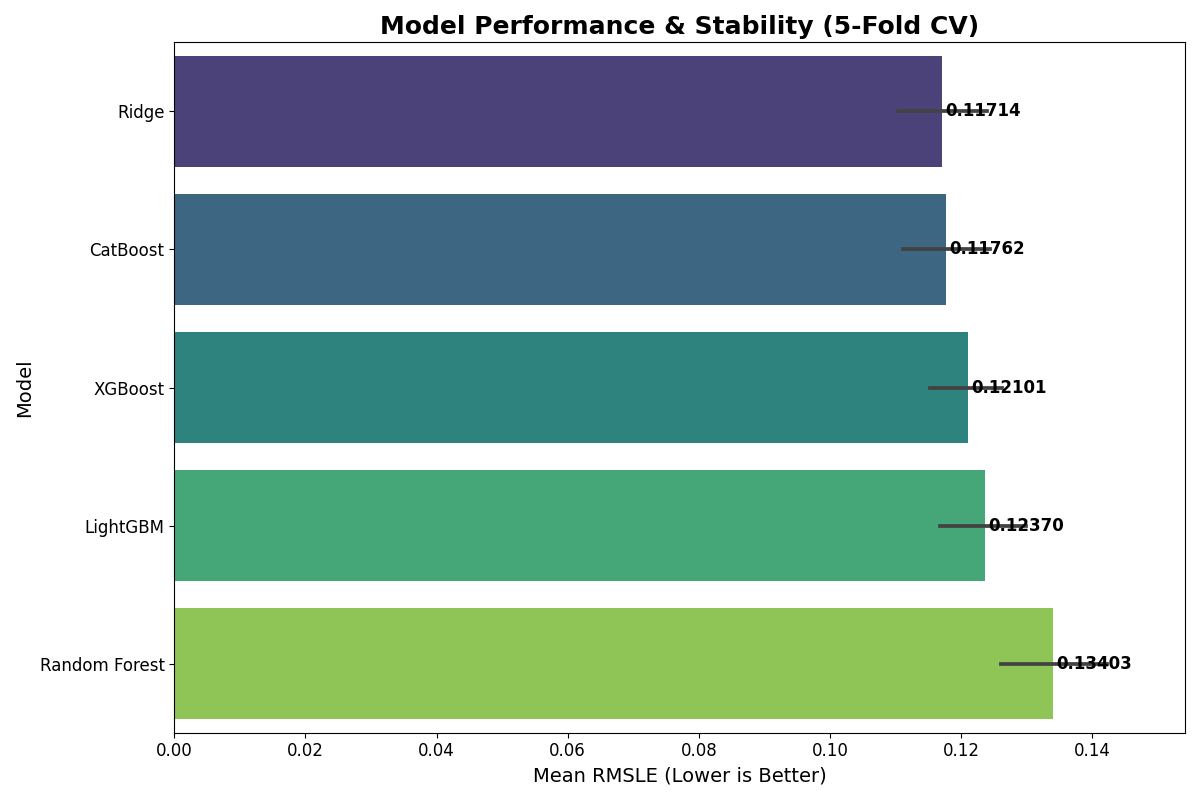 Model Performance & Stability (5-Fold CV)
Ridge
0.11714
CatBoost
0.11762
XGBoost
0.12101
LightGBM
0.12370
Random Forest
0.13403
Model
0.00 0.02 0.04 0.06 0.08 0.10 0.12 0.14
Mean RMSLE (Lower is Better)